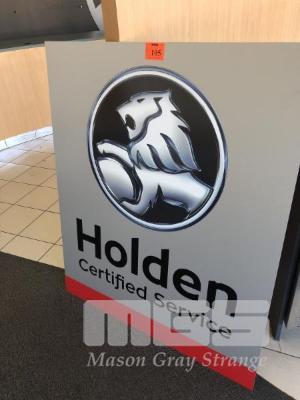 105
Holden
Certified Service
MGS
Mason Gray Strange